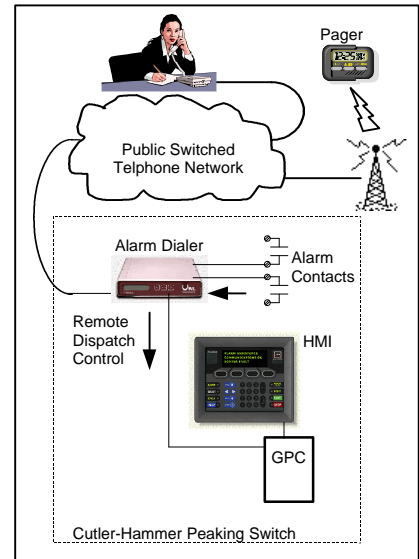 Pager
Public Switched
Telphone Network
Alarm Dialer
Alarm
Contacts
Remote
Dispatch
Control
HMI
GPC
Cutler-Hammer Peaking Switch